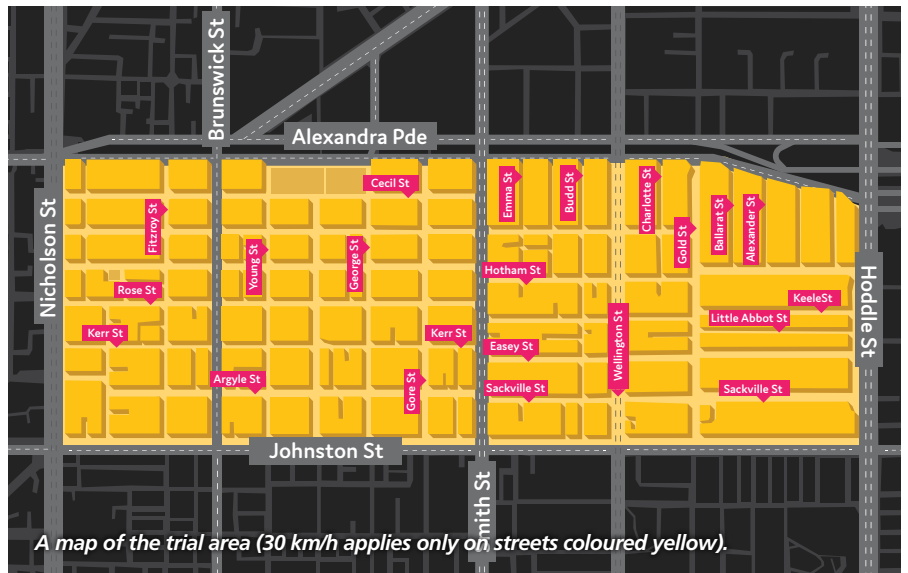 Brunswick St
Alexandra Pde
Cecil St
Nicholson St
Fitzroy St
Young St
George St
Emma St
Budd St
Charlotte St
Gold St
Ballarat St
Alexander St
Hotham St
Rose St
KeeleSt
Little Abbot St
Hoddle St
Kerr St
Kerr St
Easey St
Wellington St
Argyle St
Gore St
Sackville St
Sackville St
Johnston St
Smith St
A map of the trial area (30 km/h applies only on streets coloured yellow).